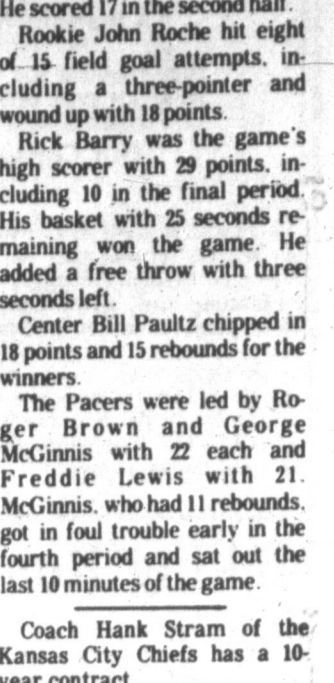 He scored 17 in the second half.
Rookie John Roche hit eight
of 15 field goal attempts, in-
cluding a three-pointer and
wound up with 18 points.
Rick Barry was the game's
high scorer with 29 points, in-
cluding 10 in the final period.
His basket with 25 seconds re-
maining won the game. He
added a free throw with three
seconds left.
Center Bill Paultz chipped in
18 points and 15 rebounds for the
winners.
The Pacers were led by Ro-
ger Brown and George
McGinnis with 22 each and
Freddie Lewis with 21.
McGinnis, who had 11 rebounds,
got in foul trouble early in the
fourth period and sat out the
last 10 minutes of the game.
Coach Hank Stram of the
Kansas City Chiefs has a 10-
year contract